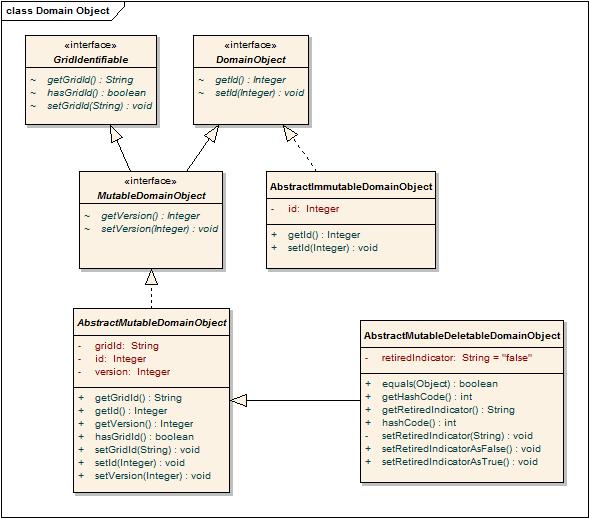 class Domain Object
«interface»
GridIdentifiable
~ getGridId() : String
~ hasGridId() : boolean
~ setGridId(String) : void
«interface»
DomainObject
~ getId() : Integer
~ setId(Integer) : void
«interface»
MutableDomainObject
~ getVersion() : Integer
~ setVersion(Integer) : void
AbstractImmutableDomainObject
- id: Integer
+ getId() : Integer
+ setId(Integer) : void
AbstractMutableDomainObject
- gridId: String
- id: Integer
- version: Integer
+ getGridId() : String
+ getId() : Integer
+ getVersion() : Integer
+ hasGridId() : boolean
+ setGridId(String) : void
+ setId(Integer) : void
+ setVersion(Integer) : void
AbstractMutableDeletableDomainObject
- retiredIndicator: String = "false"
+ equals(Object) : boolean
+ getHashCode() : int
+ getRetiredIndicator() : String
+ hashCode() : int
- setRetiredIndicator(String) : void
+ setRetiredIndicatorAsFalse() : void
+ setRetiredIndicatorAsTrue() : void